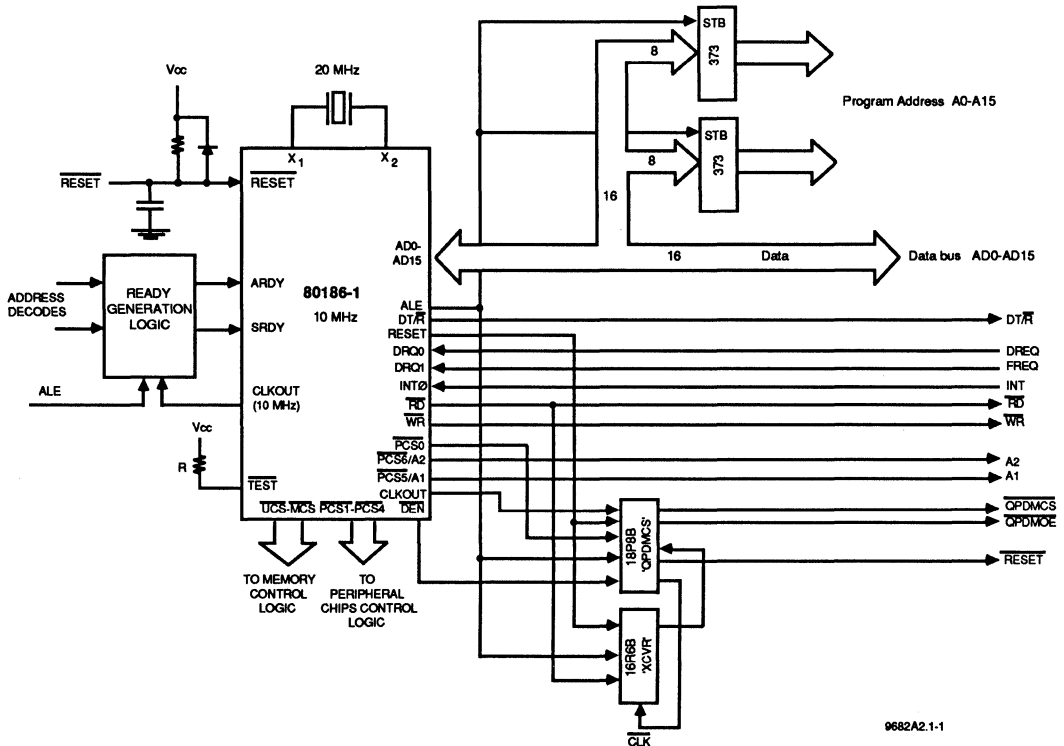 STB
373
8
Program Address A0-A15
STB
373
8
16
Vcc
20 MHz
X1
X2
RESET
RESET
AD0-
AD15
16
Data
Data bus AD0-AD15
ADDRESS
DECODES
READY
GENERATION
LOGIC
ARDY
SRDY
80186-1
10 MHz
ALE
DT/R
RESET
DRQ0
DRQ1
INTØ
RD
WR
PCS0
PCS6/A2
PCS5/A1
CLKOUT
DEN
DT/R
DREQ
FREQ
INT
RD
WR
A2
A1
QPDMCS
QPDMOE
RESET
ALE
CLKOUT
(10 MHz)
Vcc
R
TEST
UCS-MCS
PCS1-PCS4
TO MEMORY
CONTROL
LOGIC
TO
PERIPHERAL
CHIPS CONTROL
LOGIC
18P8B
'QPDMCS'
16R6B
'XCVR'
CLK
9682A2.1-1